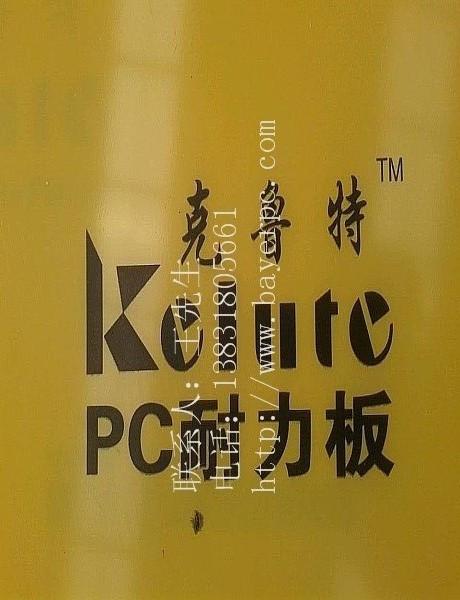 克鲁特 TM
Kelute
PC耐力板
联系人：王先生
电话：13831805661
http://www.bayerpc.com